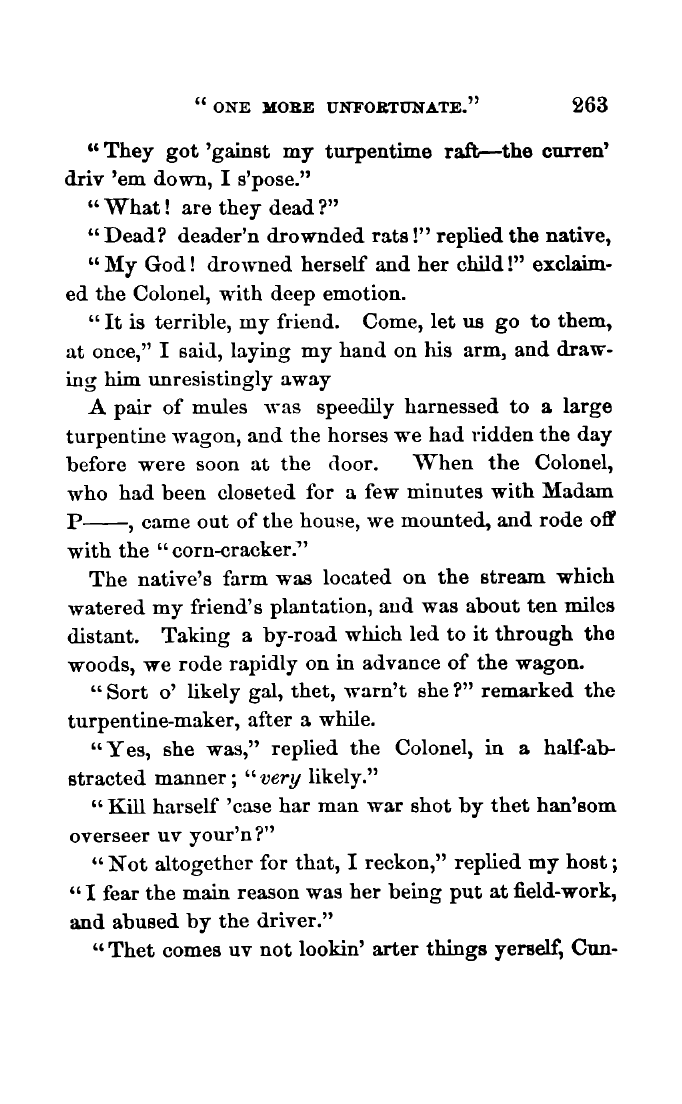 “ ONE MORE UNFORTUNATE.” 263
“They got ’gainst my turpentime raft—the curren’
driv ’em down, I s’pose.”
“What! are they dead?”
“Dead? deader’n drownded rats!” replied the native,
“My God! drowned herself and her child!” exclaim-
ed the Colonel, with deep emotion.
“It is terrible, my friend. Come, let us go to them,
at once,” I said, laying my hand on his arm, and draw-
ing him unresistingly away
A pair of mules was speedily harnessed to a large
turpentine wagon, and the horses we had ridden the day
before were soon at the door. When the Colonel,
who had been closeted for a few minutes with Madam
P——, came out of the house, we mounted, and rode off
with the “corn-cracker.”
The native’s farm was located on the stream which
watered my friend’s plantation, and was about ten miles
distant. Taking a by-road which led to it through the
woods, we rode rapidly on in advance of the wagon.
“Sort o’ likely gal, thet, warn’t she?” remarked the
turpentine-maker, after a while.
“Yes, she was,” replied the Colonel, in a half-ab-
stracted manner; “very likely.”
“Kill harself ’case har man war shot by thet han’som
overseer uv your’n?”
“Not altogether for that, I reckon,” replied my host;
“I fear the main reason was her being put at field-work,
and abused by the driver.”
“Thet comes uv not lookin’ arter things yerself, Cun-